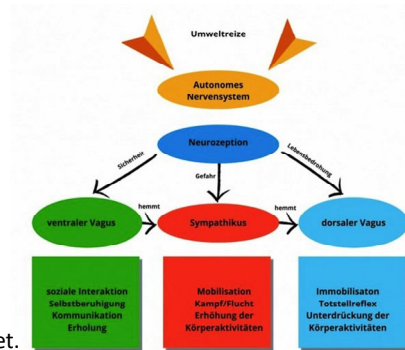 Umweltreize
Autonomes
Nervensystem
Neurozeption
Sicherheit
Gefahr
Lebensbedrohung
ventraler Vagus
hemmt
Sympathikus
hemmt
dorsaler Vagus
soziale Interaktion
Selbstberuhigung
Kommunikation
Erholung
Mobilisation
Kampf/Flucht
Erhöhung der
Körperaktivitäten
Immobilisaton
Totstellreflex
Unterdrückung der
Körperaktivitäten
et.